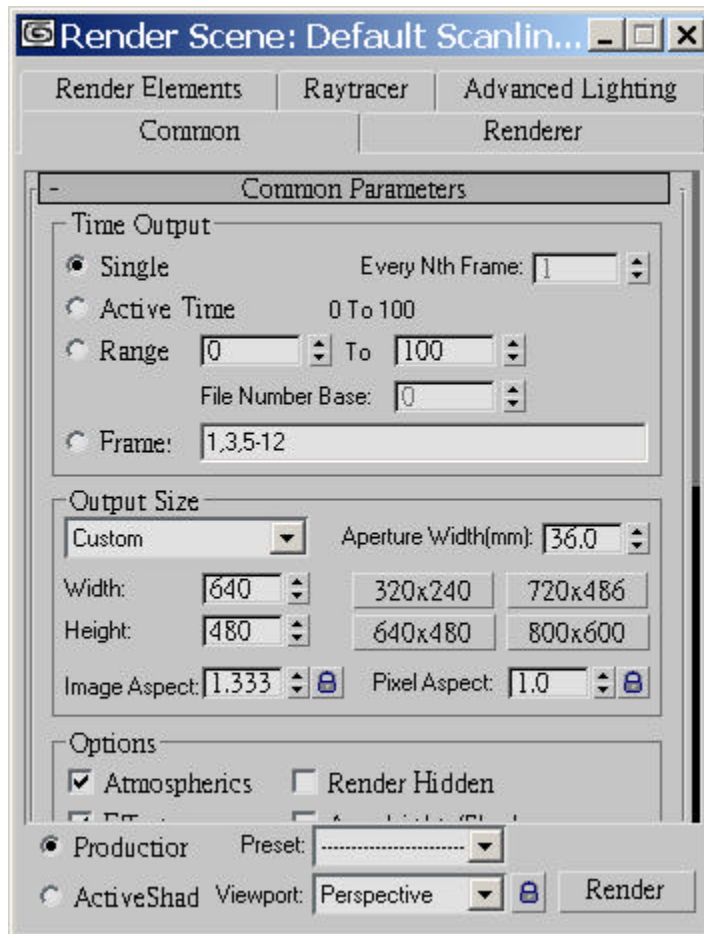 Render Scene: Default Scanlin...
Render Elements Raytracer Advanced Lighting
Common Renderer
- Common Parameters
Time Output
Single Every Nth Frame: 1
Active Time 0 To 100
Range 0 To 100
File Number Base: 0
Frame: 1,3,5-12
Output Size
Custom Aperture Width(mm): 36.0
Width: 640 320x240 720x486
Height: 480 640x480 800x600
Image Aspect: 1.333 Pixel Aspect: 1.0
Options
Atmospherics Render Hidden
Production Preset: -----------------------
ActiveShad Viewport: Perspective Render